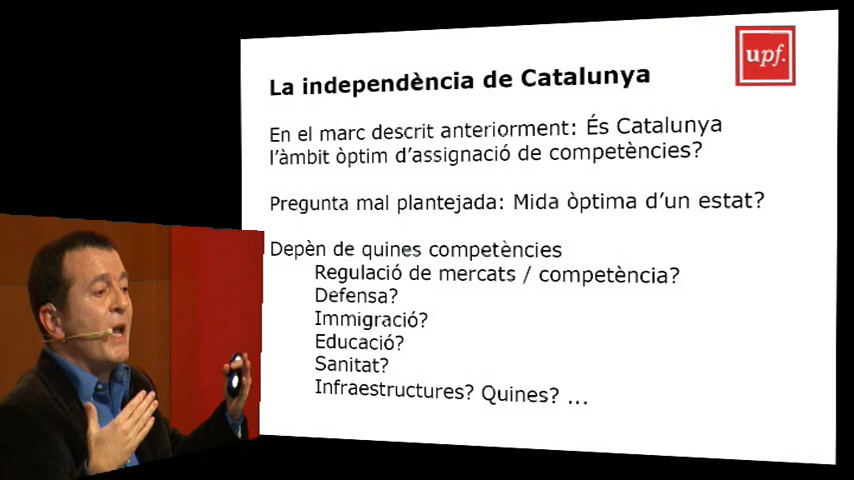 upf.
La independència de Catalunya
En el marc descrit anteriorment: És Catalunya
l'àmbit òptim d'assignació de competències?
Pregunta mal plantejada: Mida òptima d'un estat?
Depèn de quines competències
Regulació de mercats / competència?
Defensa?
Immigració?
Educació?
Sanitat?
Infraestructures? Quines? ...